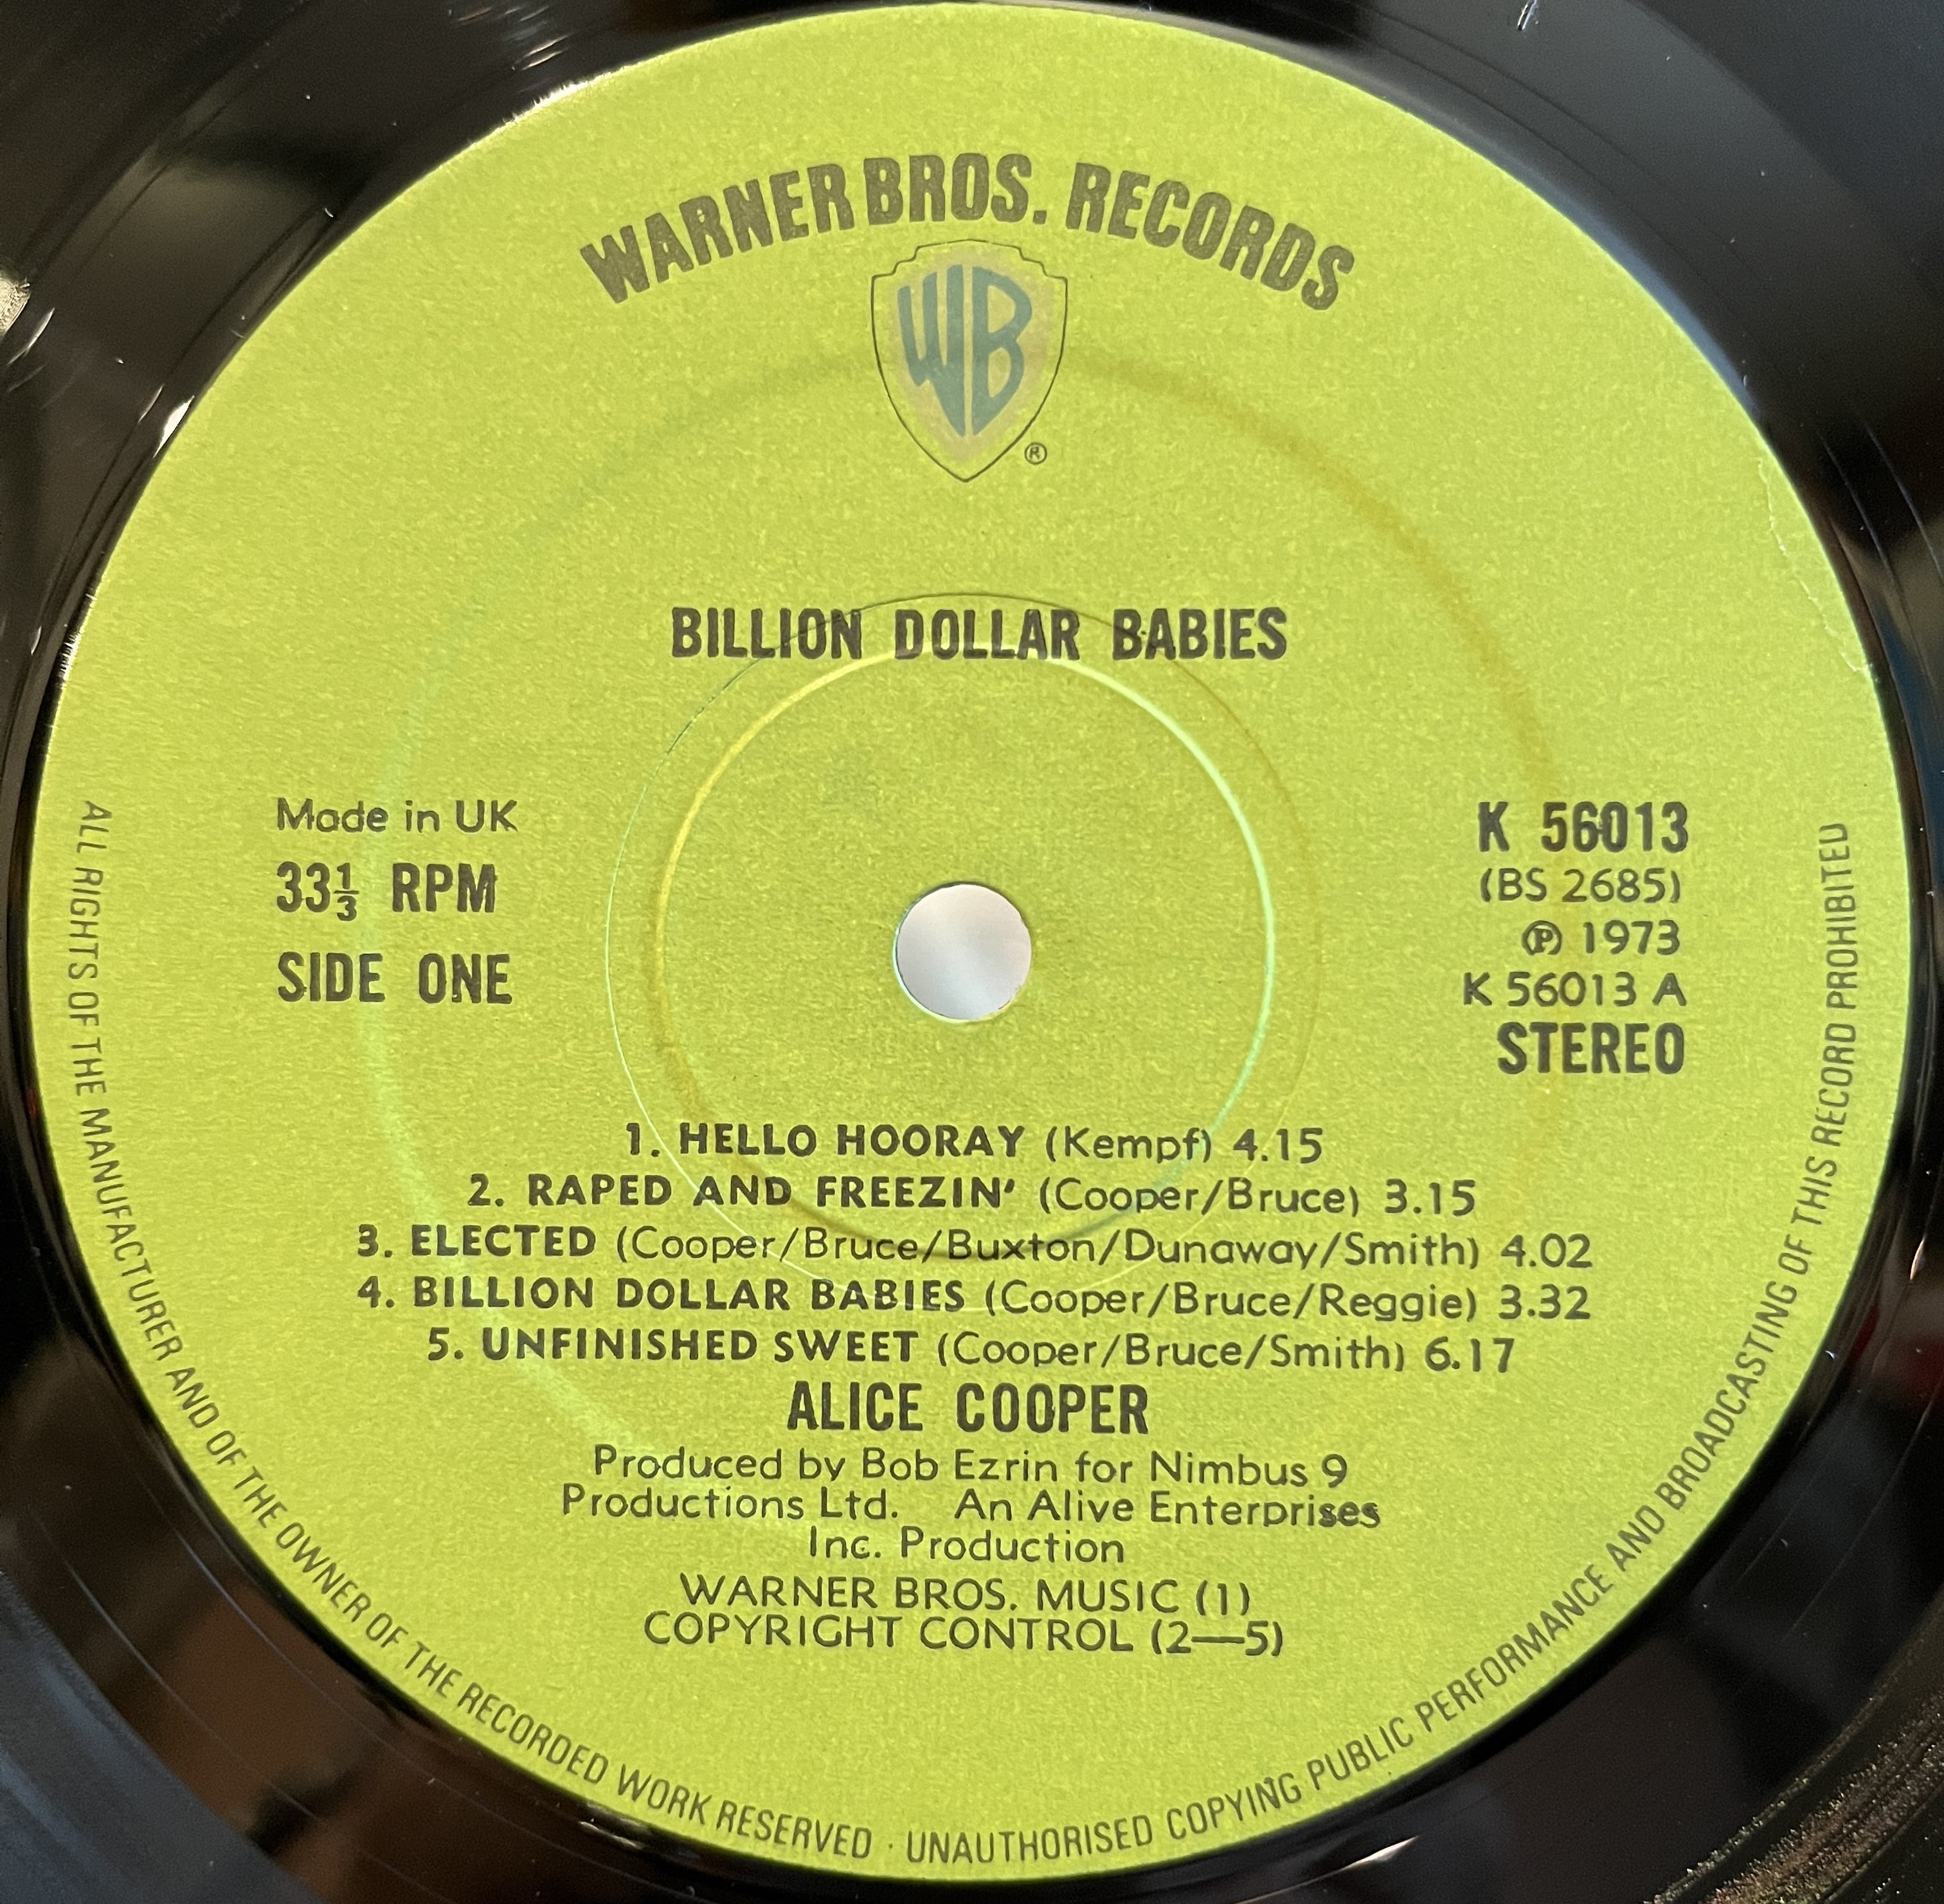 WARNER BROS. RECORDS
WB
®
BILLION DOLLAR BABIES
Made in UK
33⅓ RPM
SIDE ONE
K 56013
(BS 2685)
℗ 1973
K 56013 A
STEREO
1. HELLO HOORAY (Kempf) 4.15
2. RAPED AND FREEZIN' (Cooper/Bruce) 3.15
3. ELECTED (Cooper/Bruce/Buxton/Dunaway/Smith) 4.02
4. BILLION DOLLAR BABIES (Cooper/Bruce/Reggie) 3.32
5. UNFINISHED SWEET (Cooper/Bruce/Smith) 6.17
ALICE COOPER
Produced by Bob Ezrin for Nimbus 9
Productions Ltd. An Alive Enterprises
Inc. Production
WARNER BROS. MUSIC (1)
COPYRIGHT CONTROL (2—5)
ALL RIGHTS OF THE MANUFACTURER AND OF THE OWNER OF THE RECORDED WORK RESERVED · UNAUTHORISED COPYING PUBLIC PERFORMANCE AND BROADCASTING OF THIS RECORD PROHIBITED